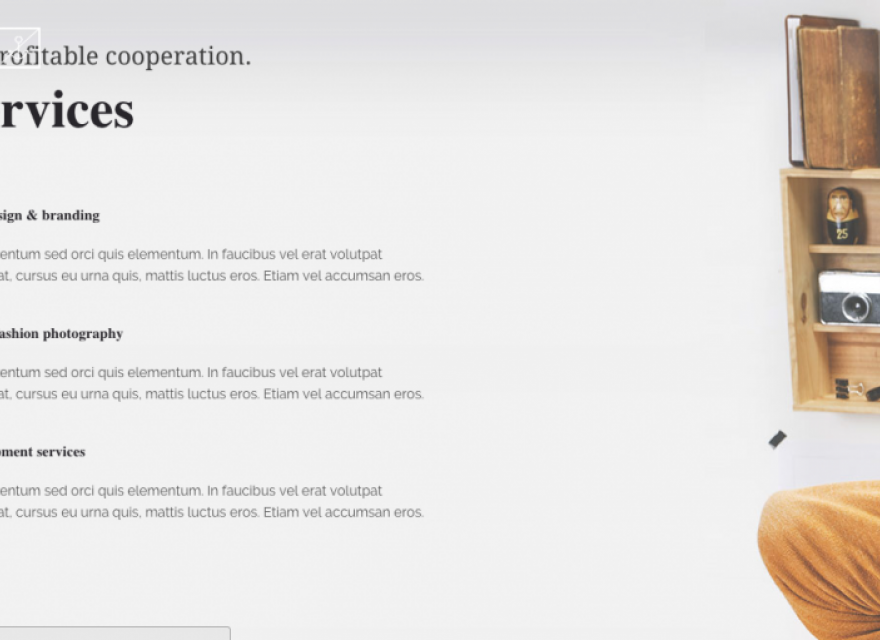 rofitable cooperation.
rvices
sign & branding
entum sed orci quis elementum. In faucibus vel erat volutpat
at, cursus eu urna quis, mattis luctus eros. Etiam vel accumsan eros.
ashion photography
entum sed orci quis elementum. In faucibus vel erat volutpat
at, cursus eu urna quis, mattis luctus eros. Etiam vel accumsan eros.
pment services
entum sed orci quis elementum. In faucibus vel erat volutpat
at, cursus eu urna quis, mattis luctus eros. Etiam vel accumsan eros.
25